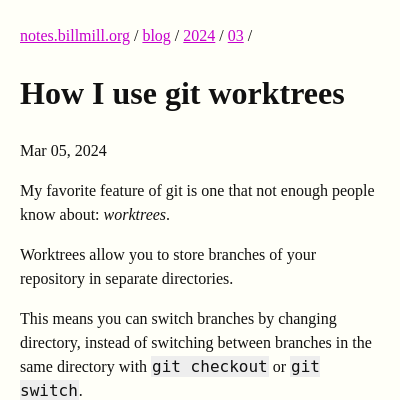 notes.billmill.org / blog / 2024 / 03 /
How I use git worktrees
Mar 05, 2024
My favorite feature of git is one that not enough people
know about: worktrees.
Worktrees allow you to store branches of your
repository in separate directories.
This means you can switch branches by changing
directory, instead of switching between branches in the
same directory with git checkout or git
switch.